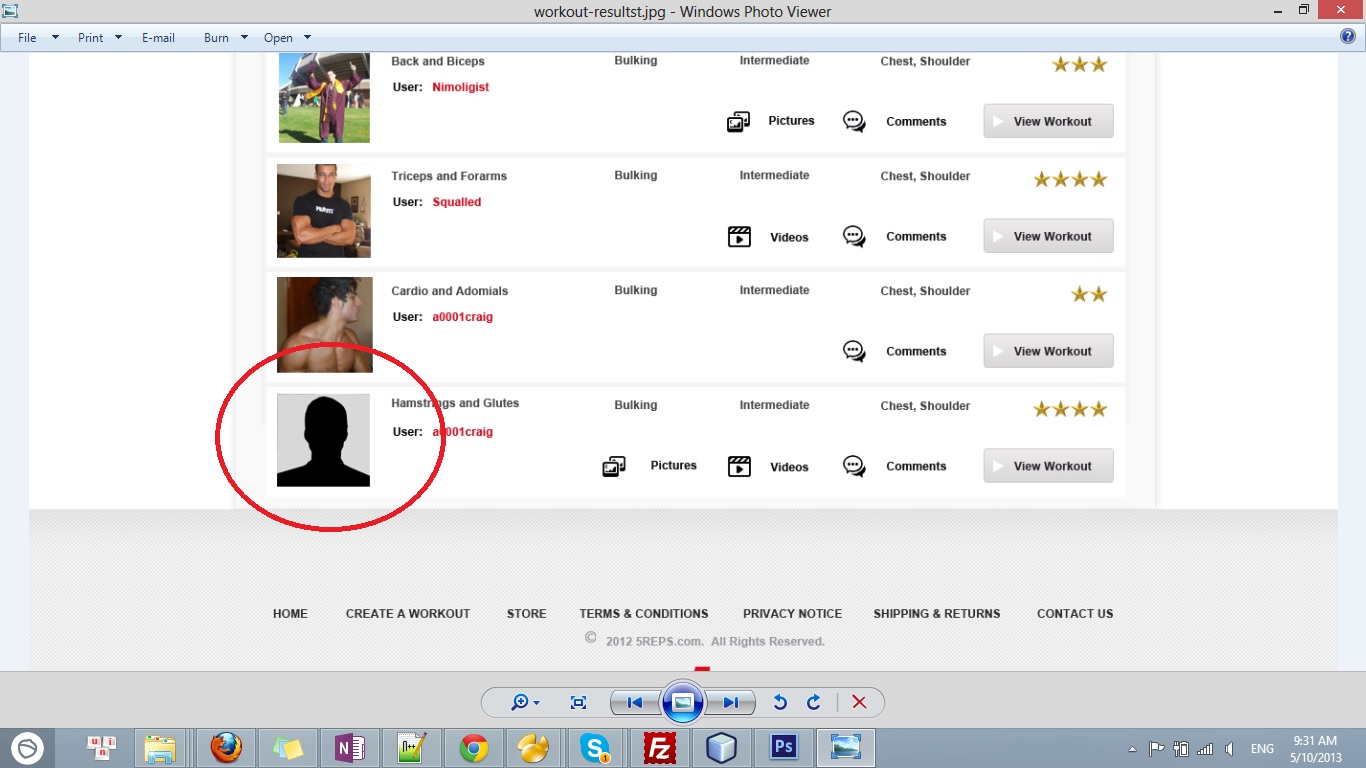 workout-resultst.jpg - Windows Photo Viewer
File Print E-mail Burn Open
Back and Biceps Bulking Intermediate Chest, Shoulder
User: Nimoligist
Pictures Comments View Workout
Triceps and Forarms Bulking Intermediate Chest, Shoulder
User: Squalled
Videos Comments View Workout
Cardio and Adomials Bulking Intermediate Chest, Shoulder
User: a0001craig
Comments View Workout
Hamstrings and Glutes Bulking Intermediate Chest, Shoulder
User: a0001craig
Pictures Videos Comments View Workout
HOME CREATE A WORKOUT STORE TERMS & CONDITIONS PRIVACY NOTICE SHIPPING & RETURNS CONTACT US
© 2012 5REPS.com. All Rights Reserved.
u i n
N
n++
S 1
Fz
Ps
ENG
9:31 AM
5/10/2013